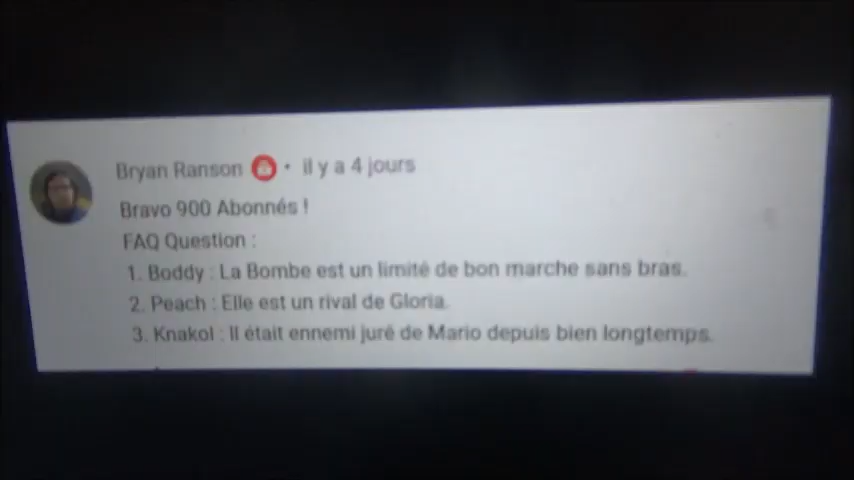 Bryan Ranson • il y a 4 jours
Bravo 900 Abonnés !
FAQ Question :
1. Boddy : La Bombe est un limité de bon marche sans bras.
2. Peach : Elle est un rival de Gloria.
3. Knakol : Il était ennemi juré de Mario depuis bien longtemps.